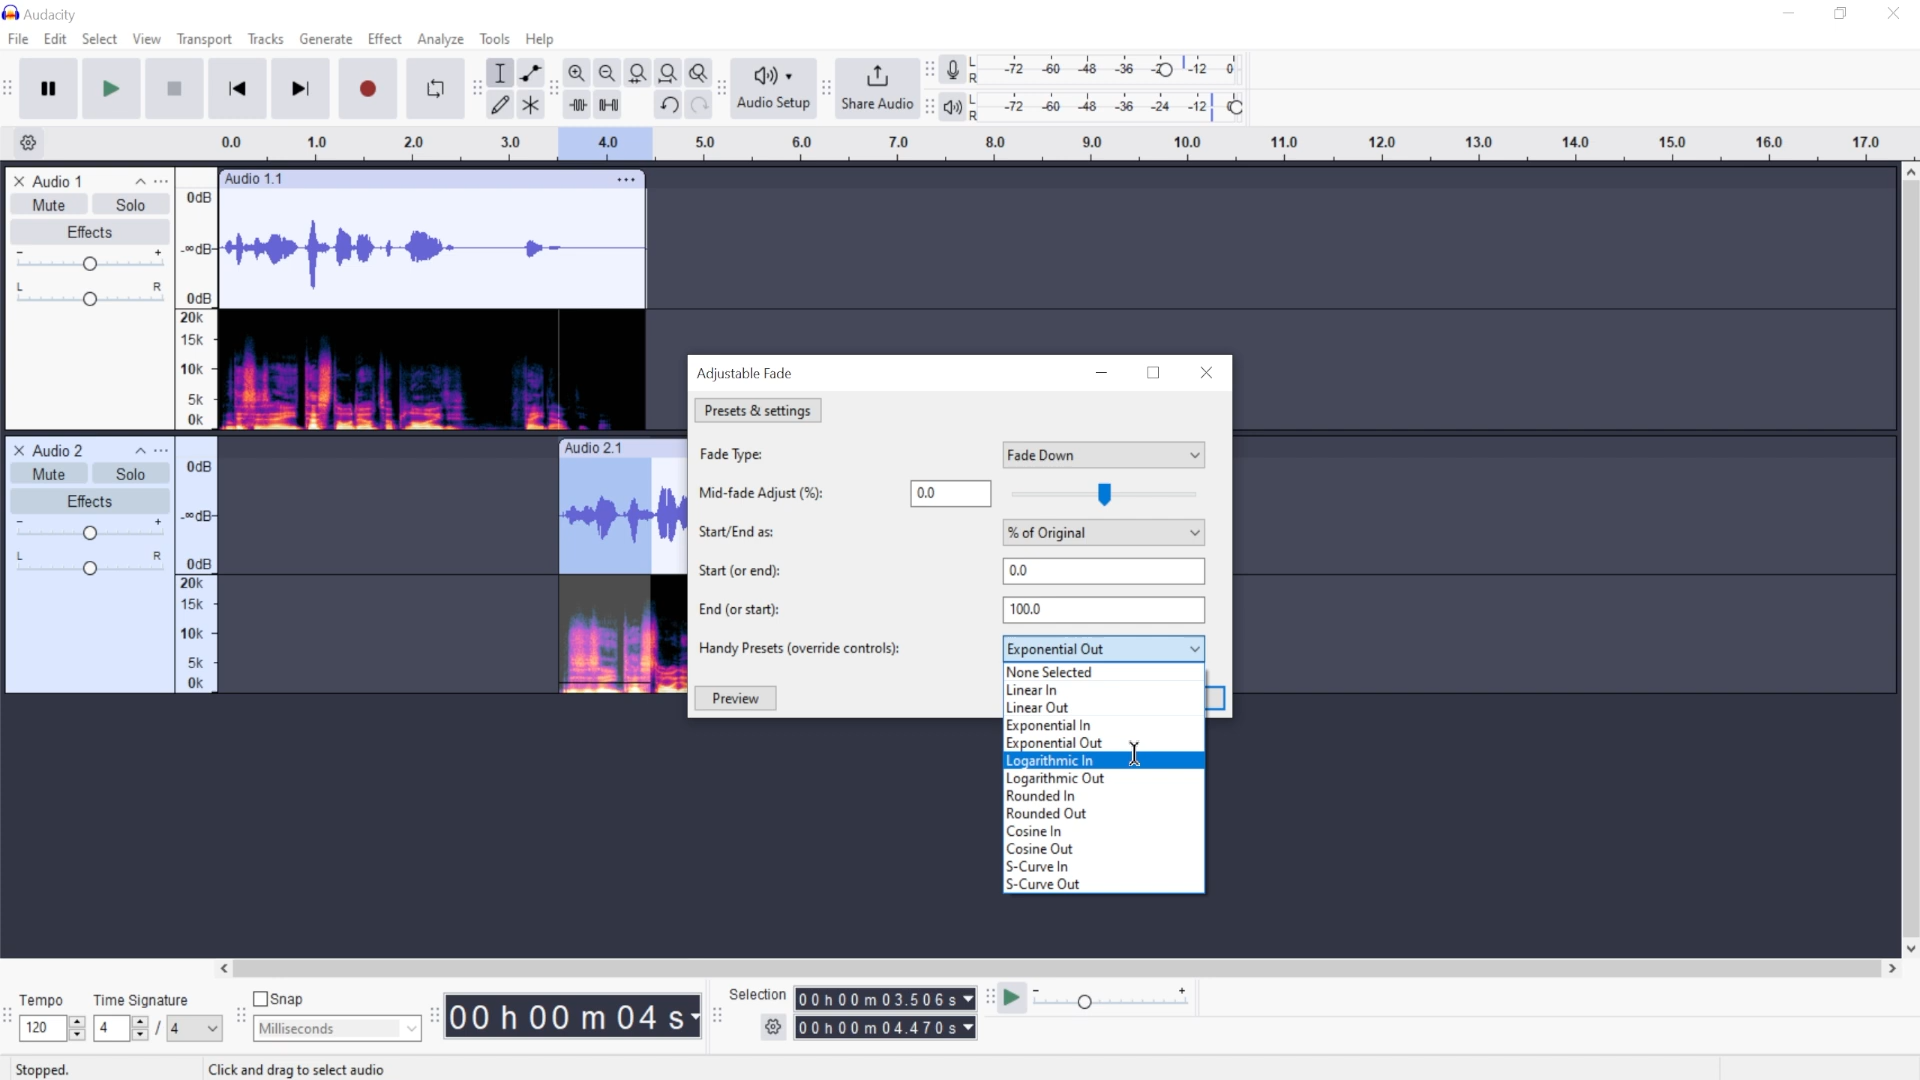 Audacity
File Edit Select View Transport Tracks Generate Effect Analyze Tools Help
Audio Setup
Share Audio
L R -72 -60 -48 -36 -12 0
L R -72 -60 -48 -36 -24 -12
0.0 1.0 2.0 3.0 4.0 5.0 6.0 7.0 8.0 9.0 10.0 11.0 12.0 13.0 14.0 15.0 16.0 17.0
Audio 1
Mute Solo
Effects
- +
L R
0dB
-∞dB
0dB
20k
15k
10k
5k
0k
Audio 1.1
Audio 2
Mute Solo
Effects
- +
L R
0dB
-∞dB
0dB
20k
15k
10k
5k
0k
Audio 2.1
Adjustable Fade
Presets & settings
Fade Type: Fade Down
Mid-fade Adjust (%): 0.0
Start/End as: % of Original
Start (or end): 0.0
End (or start): 100.0
Handy Presets (override controls): Exponential Out
None Selected
Linear In
Linear Out
Exponential In
Exponential Out
Logarithmic In
Logarithmic Out
Rounded In
Rounded Out
Cosine In
Cosine Out
S-Curve In
S-Curve Out
Preview
Tempo
120
Time Signature
4 / 4
Snap
Milliseconds
00 h 00 m 04 s
Selection
00h00m03.506s
00h00m04.470s
- +
Stopped.
Click and drag to select audio